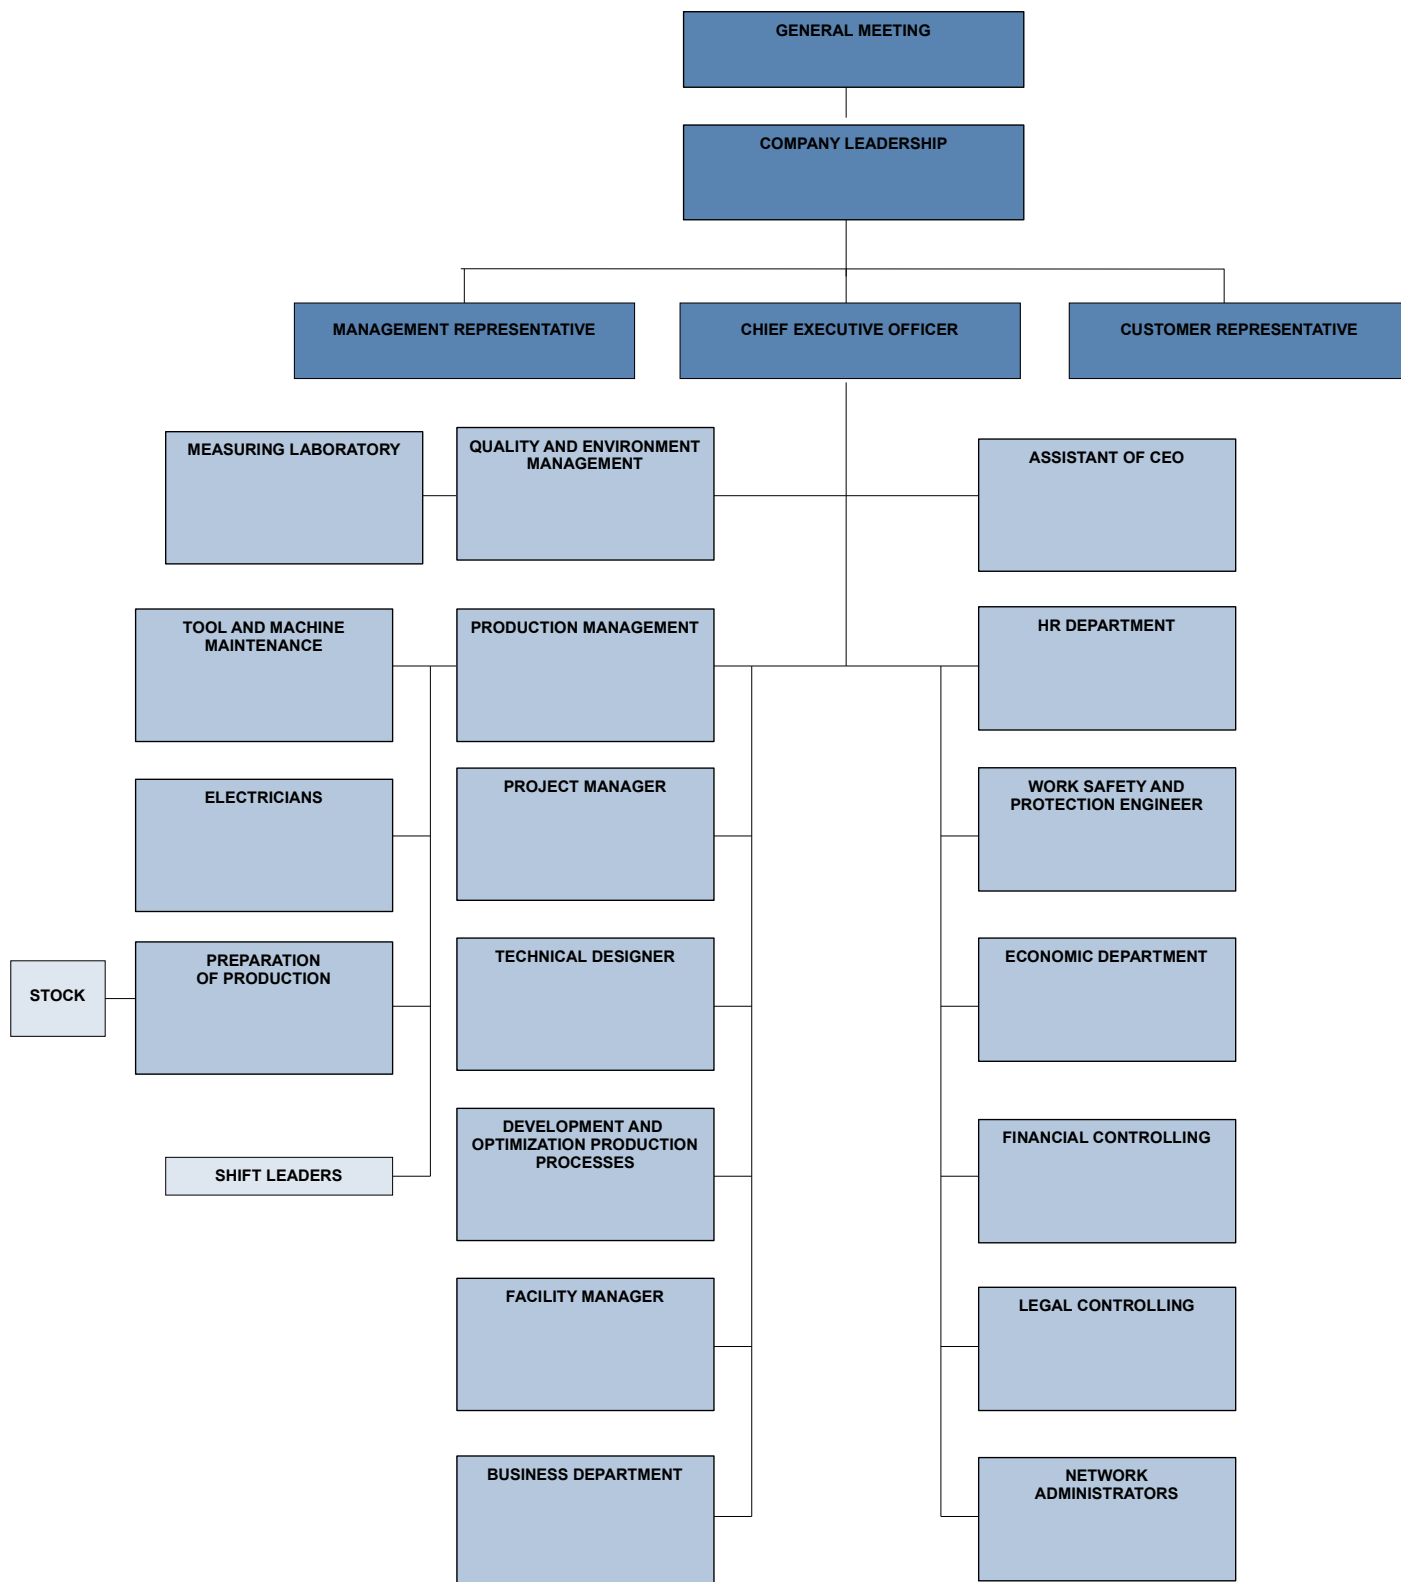 GENERAL MEETING
COMPANY LEADERSHIP
MANAGEMENT REPRESENTATIVE
CHIEF EXECUTIVE OFFICER
CUSTOMER REPRESENTATIVE
MEASURING LABORATORY
QUALITY AND ENVIRONMENT
MANAGEMENT
ASSISTANT OF CEO
TOOL AND MACHINE
MAINTENANCE
PRODUCTION MANAGEMENT
HR DEPARTMENT
ELECTRICIANS
PROJECT MANAGER
WORK SAFETY AND
PROTECTION ENGINEER
STOCK
PREPARATION
OF PRODUCTION
TECHNICAL DESIGNER
ECONOMIC DEPARTMENT
SHIFT LEADERS
DEVELOPMENT AND
OPTIMIZATION PRODUCTION
PROCESSES
FINANCIAL CONTROLLING
FACILITY MANAGER
LEGAL CONTROLLING
BUSINESS DEPARTMENT
NETWORK
ADMINISTRATORS